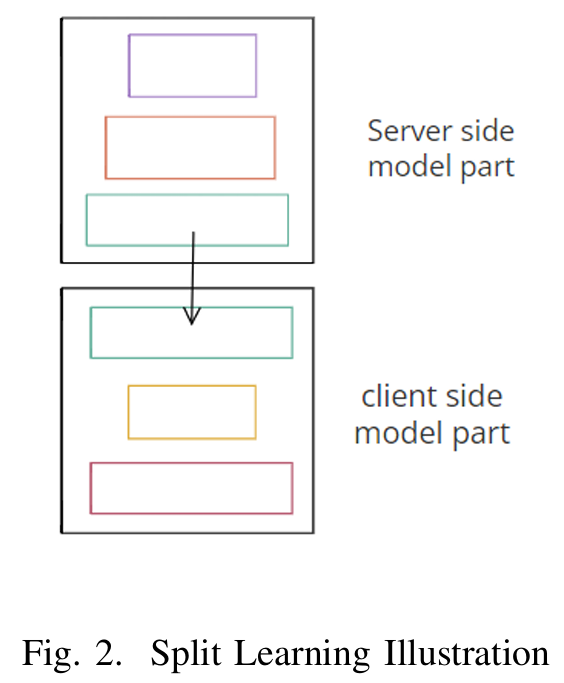 Server side
model part
client side
model part
Fig. 2. Split Learning Illustration